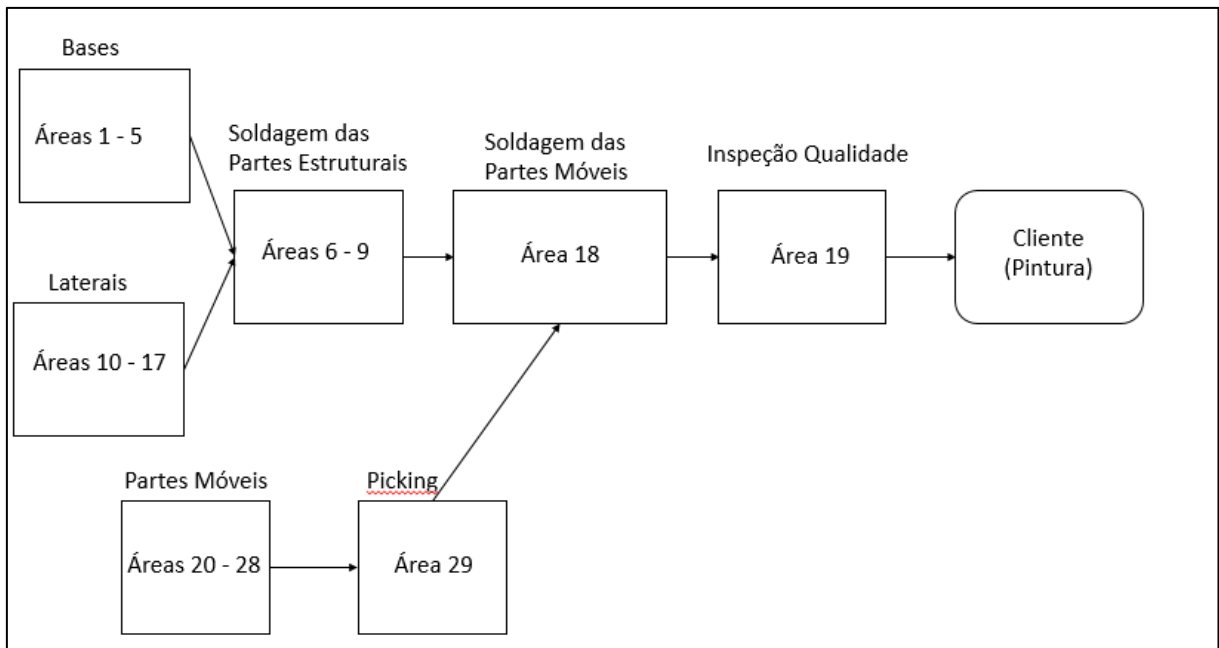 Bases
Áreas 1 - 5
Soldagem das
Partes Estruturais
Áreas 6 - 9
Soldagem das
Partes Móveis
Área 18
Inspeção Qualidade
Área 19
Cliente
(Pintura)
Laterais
Áreas 10 - 17
Partes Móveis
Áreas 20 - 28
Picking
Área 29